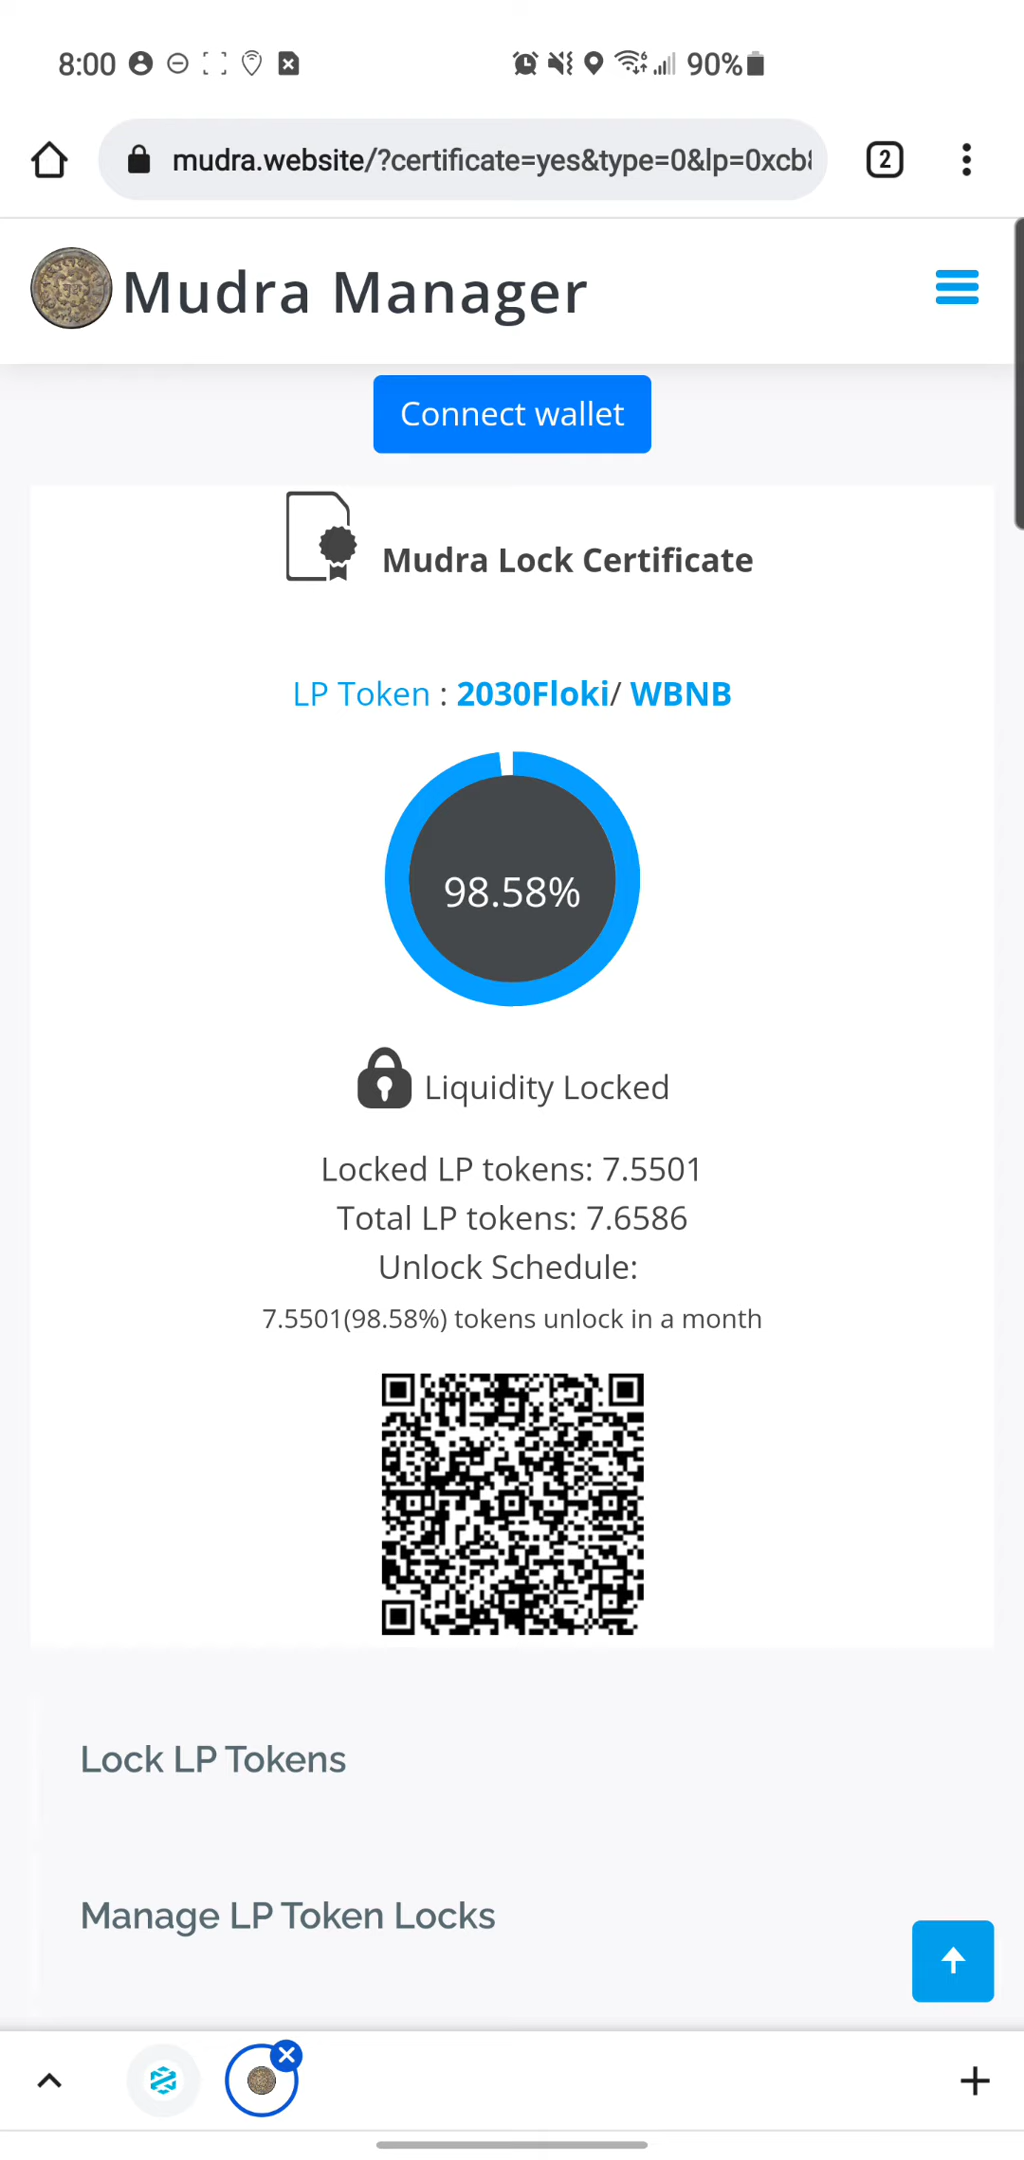 8:00
90%
mudra.website/?certificate=yes&type=0&lp=0xcb
2
Mudra Manager
Connect wallet
Mudra Lock Certificate
LP Token : 2030Floki/ WBNB
98.58%
Liquidity Locked
Locked LP tokens: 7.5501
Total LP tokens: 7.6586
Unlock Schedule:
7.5501(98.58%) tokens unlock in a month
Lock LP Tokens
Manage LP Token Locks